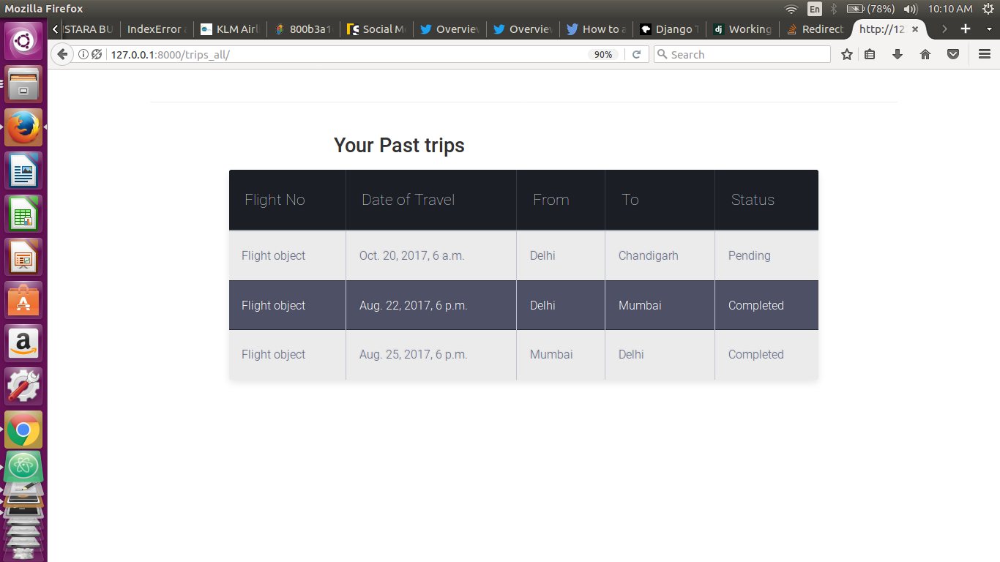 Mozilla Firefox
En
(78%)
10:10 AM
ISTARA BU
IndexError
KLM Airl
800b3a1
Social M
Overview
Overview
How to a
Django T
Working
Redirect
http://12
127.0.0.1:8000/trips_all/
90%
Search
Your Past trips
Flight No Date of Travel From To Status
Flight object Oct. 20, 2017, 6 a.m. Delhi Chandigarh Pending
Flight object Aug. 22, 2017, 6 p.m. Delhi Mumbai Completed
Flight object Aug. 25, 2017, 6 p.m. Mumbai Delhi Completed